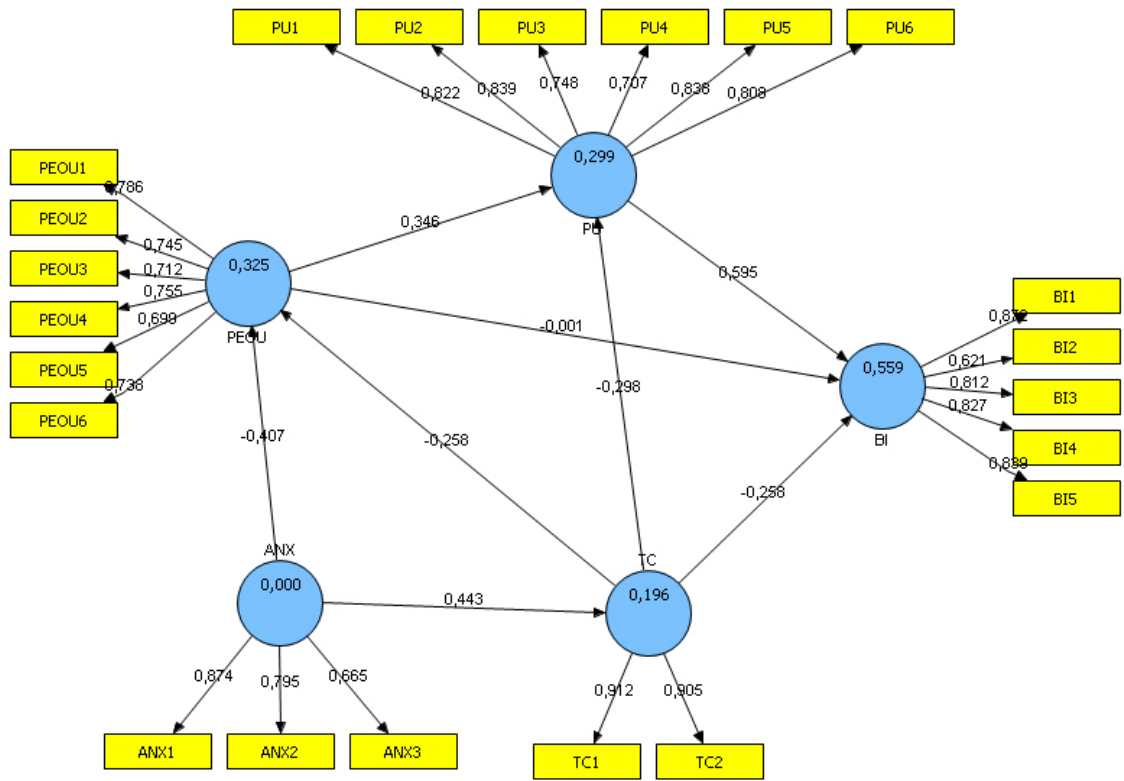 PU1 PU2 PU3 PU4 PU5 PU6
0,822 0,839 0,748 0,707 0,838 0,808
0,299
PU
PEOU1
PEOU2
PEOU3
PEOU4
PEOU5
PEOU6
0,786
0,745
0,712
0,755
0,699
0,738
0,325
PEOU
0,346
0,595
-0,001
-0,298
-0,407
-0,258
-0,258
0,559
BI
0,872
0,621
0,812
0,827
0,839
BI1
BI2
BI3
BI4
BI5
ANX
0,000
0,443
TC
0,196
0,874 0,795 0,665
0,912 0,905
ANX1 ANX2 ANX3
TC1 TC2